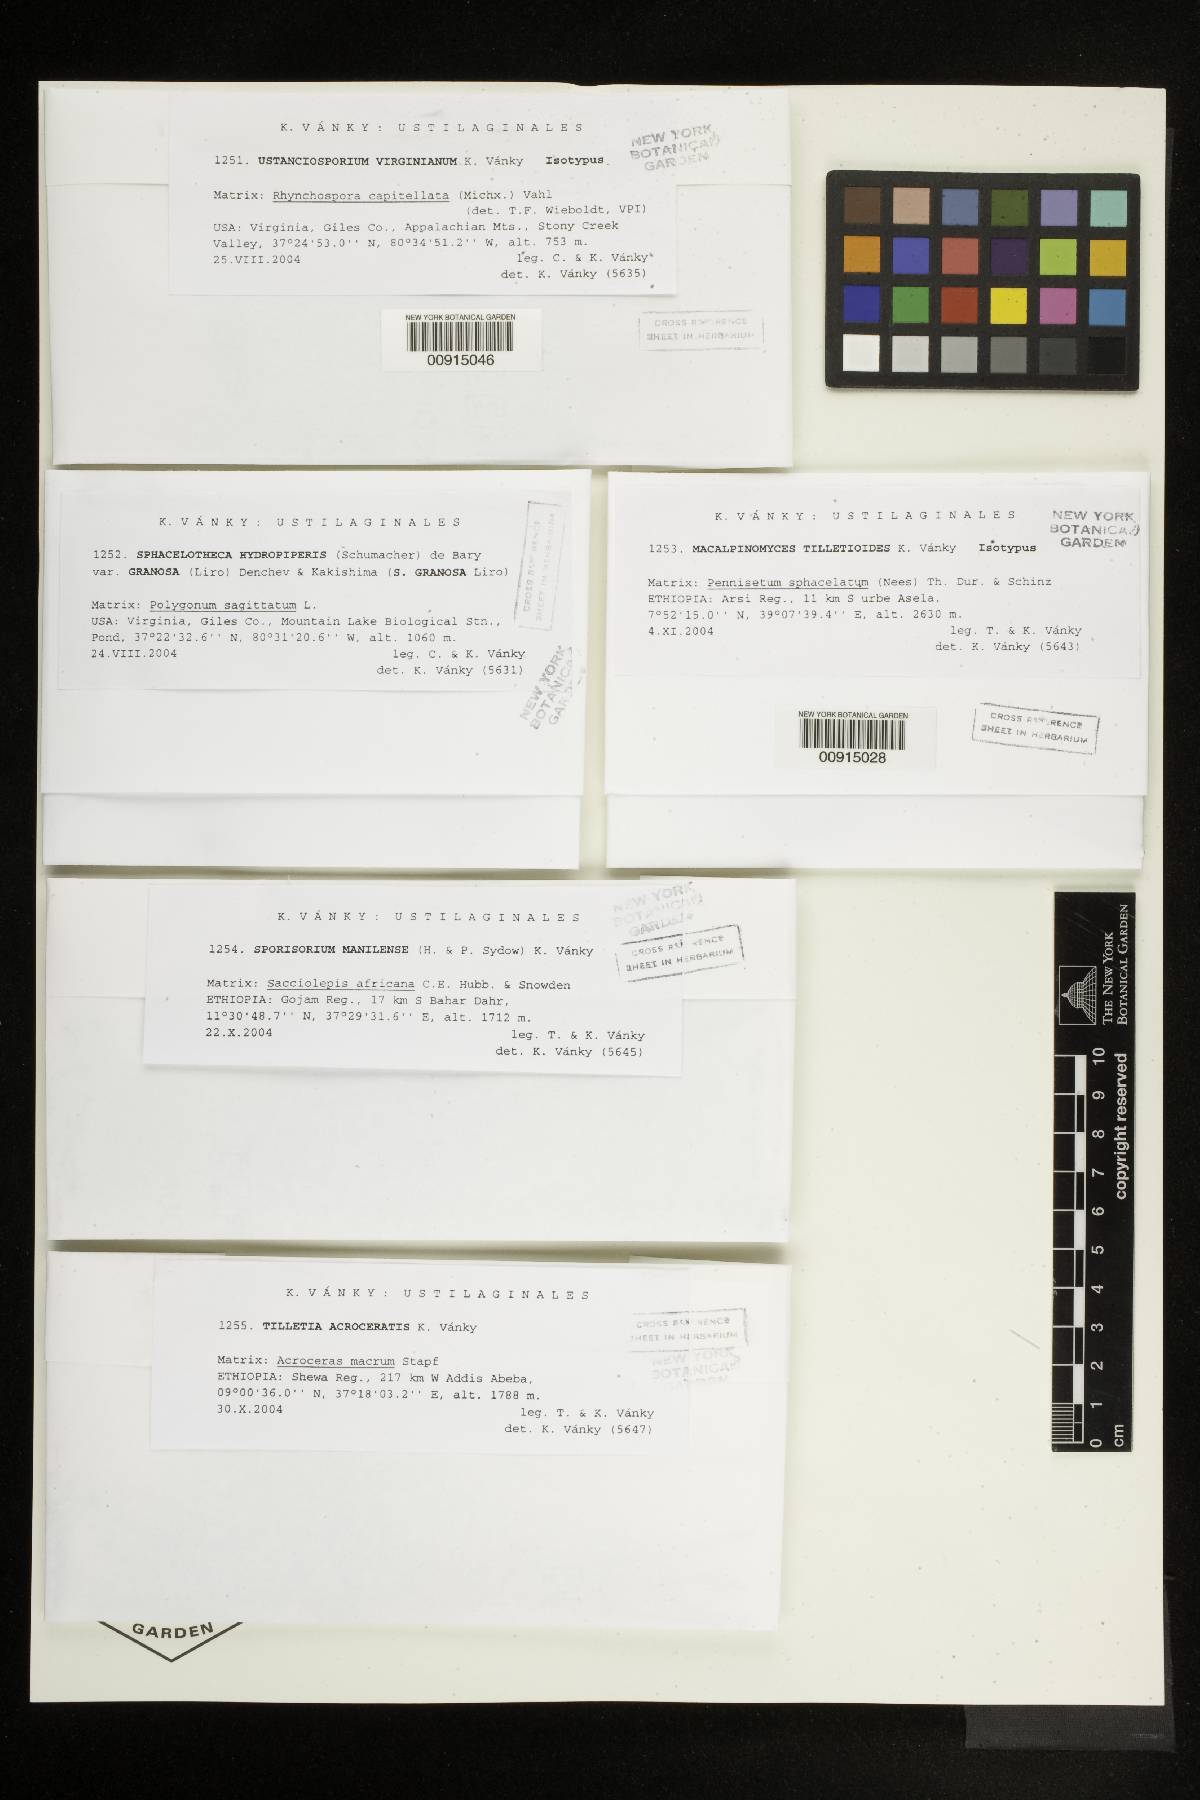 K. VÁNKY: USTILAGINALES
1251. USTANCIOSPORIUM VIRGINIANUM K. Vánky Isotypus
NEW YORK
BOTANICAL
GARDEN
Matrix: Rhynchospora capitellata (Michx.) Vahl
(det. T.F. Wieboldt, VPI)
USA: Virginia, Giles Co., Appalachian Mts., Stony Creek
Valley, 37°24'53.0'' N, 80°34'51.2'' W, alt. 753 m.
25.VIII.2004 leg. C. & K. Vánky
det. K. Vánky (5635)
NEW YORK BOTANICAL GARDEN
00915046
CROSS REFERENCE
SHEET IN HERBARIUM
K. VÁNKY: USTILAGINALES
1252. SPHACELOTHECA HYDROPIPERIS (Schumacher) de Bary
var. GRANOSA (Liro) Denchev & Kakishima (S. GRANOSA Liro)
Matrix: Polygonum sagittatum L.
USA: Virginia, Giles Co., Mountain Lake Biological Stn.,
Pond, 37°22'32.6'' N, 80°31'20.6'' W, alt. 1060 m.
24.VIII.2004 leg. C. & K. Vánky
det. K. Vánky (5631)
CROSS REFERENCE
SHEET IN HERBARIUM
NEW YORK
BOTANICAL
GARDEN
K. VÁNKY: USTILAGINALES
1253. MACALPINOMYCES TILLETIOIDES K. Vánky Isotypus
NEW YORK
BOTANICAL
GARDEN
Matrix: Pennisetum sphacelatum (Nees) Th. Dur. & Schinz
ETHIOPIA: Arsi Reg., 11 km S urbe Asela,
7°52'15.0'' N, 39°07'39.4'' E, alt. 2630 m.
4.XI.2004 leg. T. & K. Vánky
det. K. Vánky (5643)
NEW YORK BOTANICAL GARDEN
00915028
CROSS REFERENCE
SHEET IN HERBARIUM
K. VÁNKY: USTILAGINALES
1254. SPORISORIUM MANILENSE (H. & P. Sydow) K. Vánky
NEW YORK
BOTANICAL
GARDEN
CROSS REFERENCE
SHEET IN HERBARIUM
Matrix: Sacciolepis africana C.E. Hubb. & Snowden
ETHIOPIA: Gojam Reg., 17 km S Bahar Dahr,
11°30'48.7'' N, 37°29'31.6'' E, alt. 1712 m.
22.X.2004 leg. T. & K. Vánky
det. K. Vánky (5645)
K. VÁNKY: USTILAGINALES
1255. TILLETIA ACROCERATIS K. Vánky
CROSS REFERENCE
SHEET IN HERBARIUM
NEW YORK
BOTANICAL
GARDEN
Matrix: Acroceras macrum Stapf
ETHIOPIA: Shewa Reg., 217 km W Addis Abeba,
09°00'36.0'' N, 37°18'03.2'' E, alt. 1788 m.
30.X.2004 leg. T. & K. Vánky
det. K. Vánky (5647)
GARDEN
THE NEW YORK
BOTANICAL GARDEN
copyright reserved
10
9
8
7
6
5
4
3
2
1
0
cm